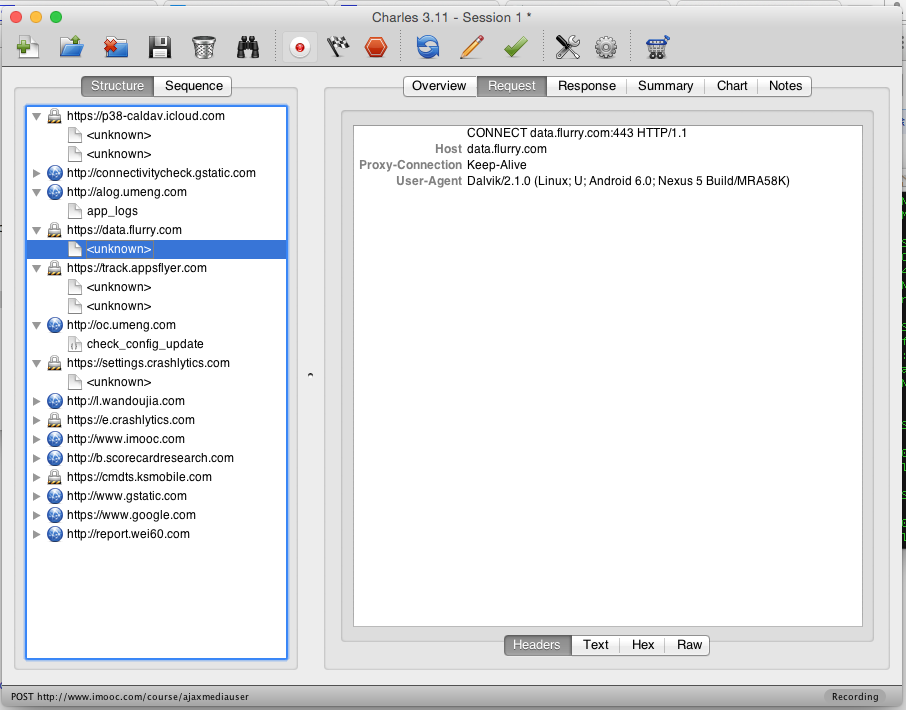 Charles 3.11 - Session 1 *
Structure Sequence
Overview Request Response Summary Chart Notes
https://p38-caldav.icloud.com
<unknown>
<unknown>
http://connectivitycheck.gstatic.com
http://alog.umeng.com
app_logs
https://data.flurry.com
<unknown>
https://track.appsflyer.com
<unknown>
<unknown>
http://oc.umeng.com
check_config_update
https://settings.crashlytics.com
<unknown>
http://l.wandoujia.com
https://e.crashlytics.com
http://www.imooc.com
http://b.scorecardresearch.com
https://cmdts.ksmobile.com
http://www.gstatic.com
https://www.google.com
http://report.wei60.com
CONNECT data.flurry.com:443 HTTP/1.1
Host data.flurry.com
Proxy-Connection Keep-Alive
User-Agent Dalvik/2.1.0 (Linux; U; Android 6.0; Nexus 5 Build/MRA58K)
Headers Text Hex Raw
POST http://www.imooc.com/course/ajaxmediauser
Recording